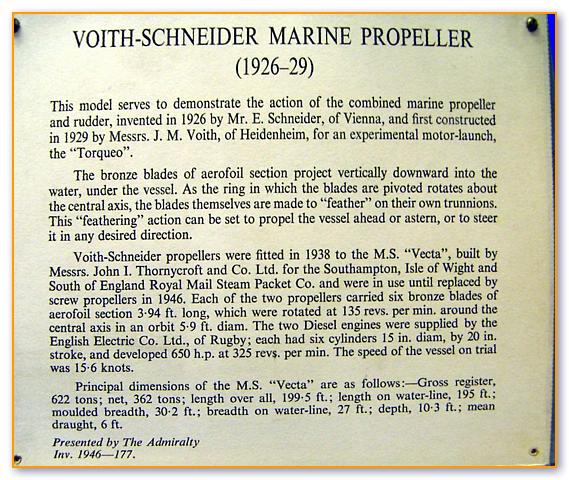 VOITH-SCHNEIDER MARINE PROPELLER
(1926–29)
This model serves to demonstrate the action of the combined marine propeller
and rudder, invented in 1926 by Mr. E. Schneider, of Vienna, and first constructed
in 1929 by Messrs. J. M. Voith, of Heidenheim, for an experimental motor-launch,
the “Torqueo”.
The bronze blades of aerofoil section project vertically downward into the
water, under the vessel. As the ring in which the blades are pivoted rotates about
the central axis, the blades themselves are made to “feather” on their own trunnions.
This “feathering” action can be set to propel the vessel ahead or astern, or to steer
it in any desired direction.
Voith-Schneider propellers were fitted in 1938 to the M.S. “Vecta”, built by
Messrs. John I. Thornycroft and Co. Ltd. for the Southampton, Isle of Wight and
South of England Royal Mail Steam Packet Co. and were in use until replaced by
screw propellers in 1946. Each of the two propellers carried six bronze blades of
aerofoil section 3·94 ft. long, which were rotated at 135 revs. per min. around the
central axis in an orbit 5·9 ft. diam. The two Diesel engines were supplied by the
English Electric Co. Ltd., of Rugby; each had six cylinders 15 in. diam, by 20 in.
stroke, and developed 650 h.p. at 325 revs. per min. The speed of the vessel on trial
was 15·6 knots.
Principal dimensions of the M.S. “Vecta” are as follows:—Gross register,
622 tons; net, 362 tons; length over all, 199·5 ft.; length on water-line, 195 ft.;
moulded breadth, 30·2 ft.; breadth on water-line, 27 ft.; depth, 10·3 ft.; mean
draught, 6 ft.
Presented by The Admiralty
Inv. 1946—177.